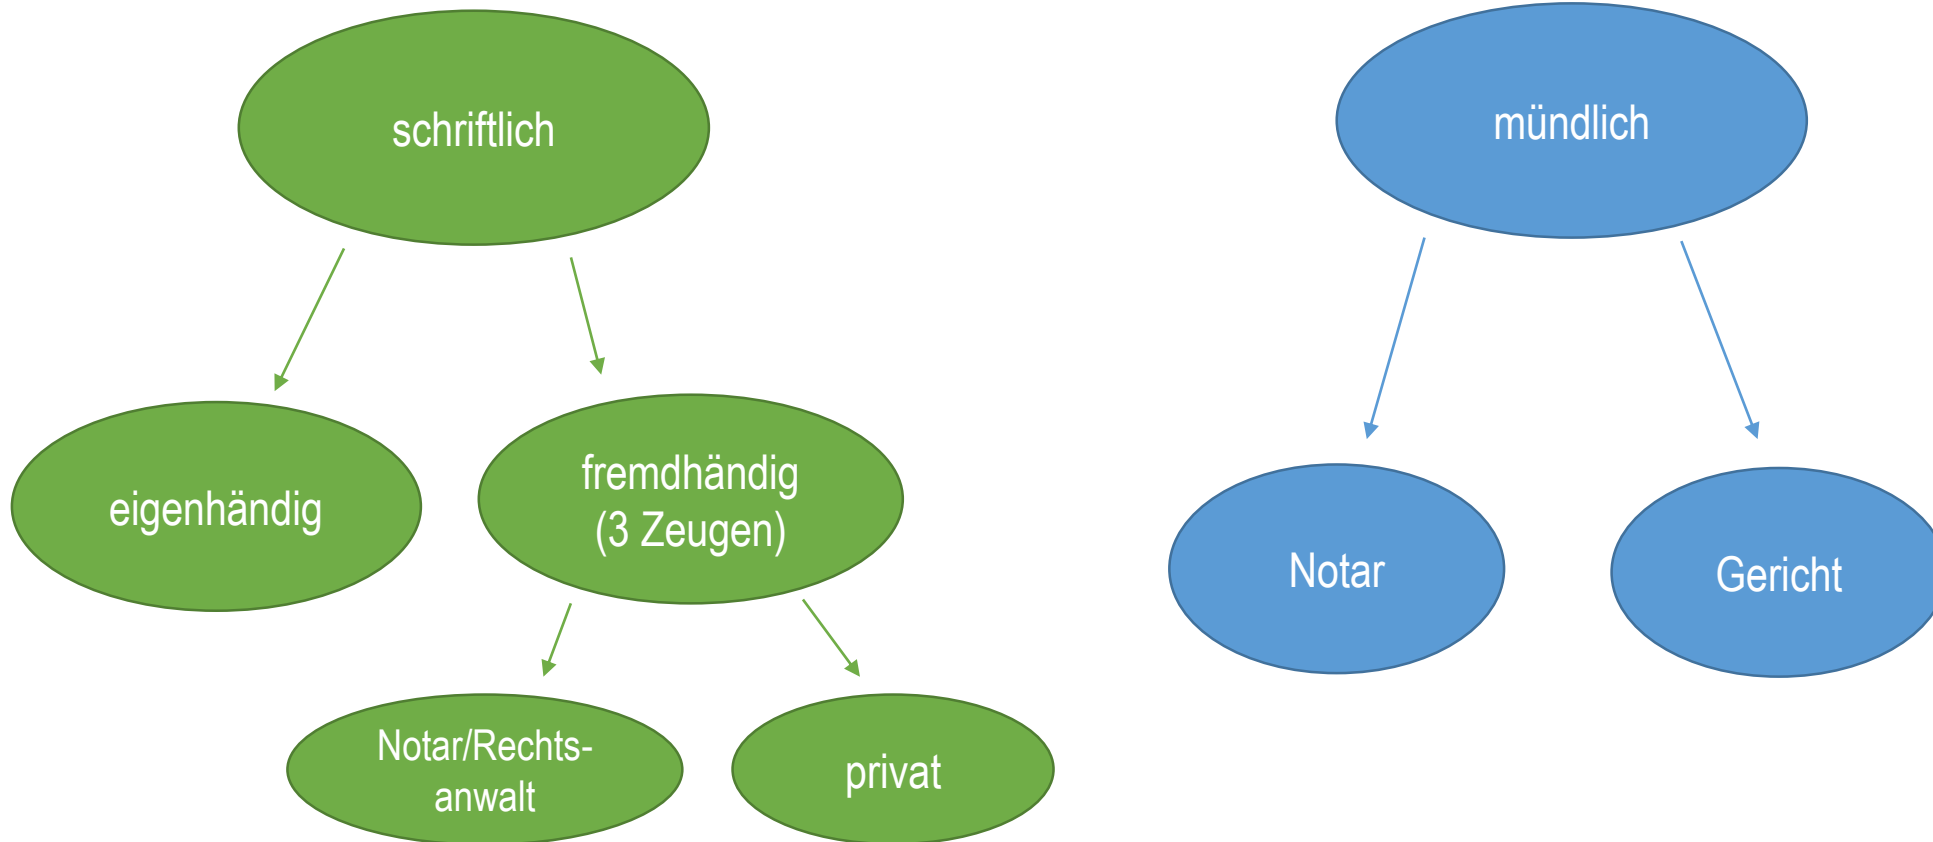 schriftlich
mündlich
eigenhändig
fremdhändig
(3 Zeugen)
Notar
Gericht
Notar/Rechts-
anwalt
privat